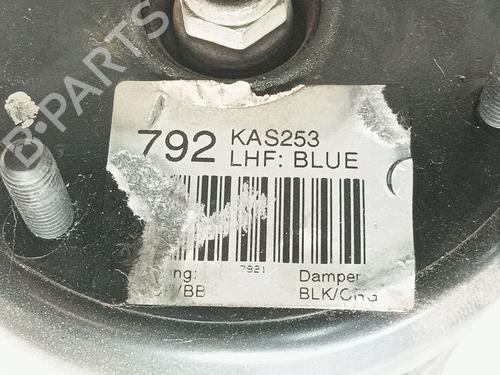 792 KAS253
LHF: BLUE
7921
Damper
BLK/ORG
B-PARTS